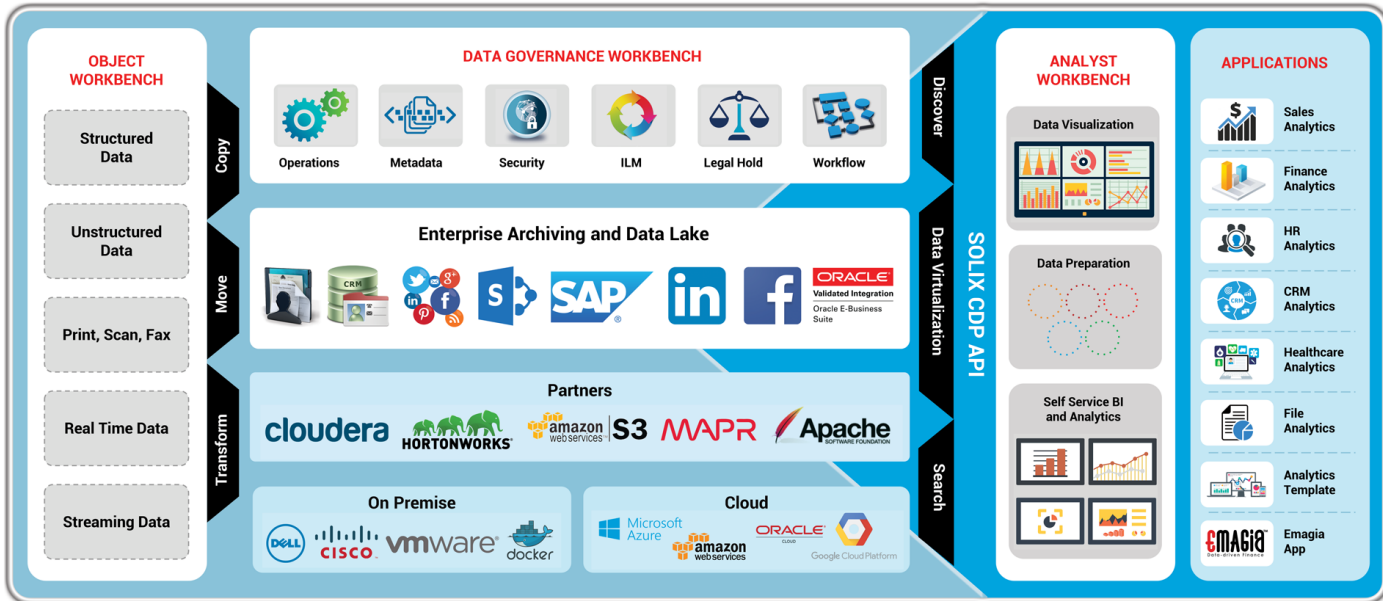 OBJECT
WORKBENCH
Structured
Data
Unstructured
Data
Print, Scan, Fax
Real Time Data
Streaming Data
Copy
Move
Transform
DATA GOVERNANCE WORKBENCH
Operations
Metadata
Security
ILM
Legal Hold
Workflow
Enterprise Archiving and Data Lake
CRM
g+
in
f
S
SAP®
in
f
ORACLE®
Validated Integration
Oracle E-Business
Suite
Partners
cloudera
HORTONWORKS®
amazon
web services™
S3
MAPR
Apache
SOFTWARE FOUNDATION
On Premise
DELL
CISCO™
vmware®
docker
Cloud
Microsoft
Azure
amazon
web services
ORACLE®
CLOUD
Google Cloud Platform
Discover
Data Virtualization
Search
SOLIX CDP API
ANALYST
WORKBENCH
Data Visualization
Data Preparation
Self Service BI
and Analytics
APPLICATIONS
$
Sales
Analytics
Finance
Analytics
HR
Analytics
CRM
CRM
Analytics
Healthcare
Analytics
File
Analytics
Analytics
Template
EMAGIA™
Data-driven Finance
Emagia
App